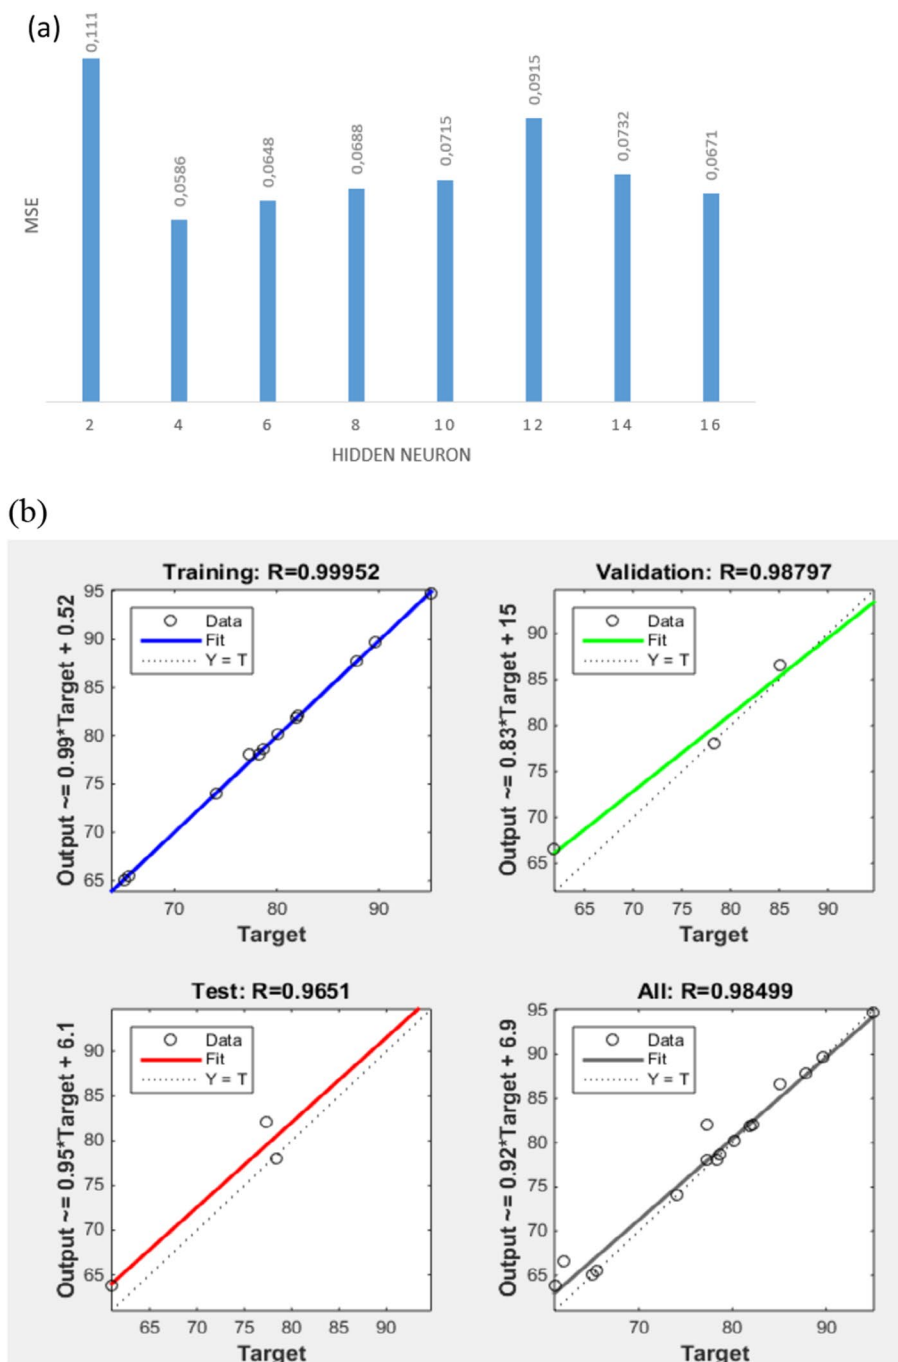 (a)
0,111
0,0586
0,0648
0,0688
0,0715
0,0915
0,0732
0,0671
MSE
2 4 6 8 10 12 14 16
HIDDEN NEURON
(b)
Training: R=0.99952
Output ~= 0.99*Target + 0.52
95
90
85
80
75
70
65
Data
Fit
Y = T
70 80 90
Target
Validation: R=0.98797
Output ~= 0.83*Target + 15
90
85
80
75
70
65
Data
Fit
Y = T
65 70 75 80 85 90
Target
Test: R=0.9651
Output ~= 0.95*Target + 6.1
90
85
80
75
70
65
Data
Fit
Y = T
65 70 75 80 85 90
Target
All: R=0.98499
Output ~= 0.92*Target + 6.9
95
90
85
80
75
70
65
Data
Fit
Y = T
70 80 90
Target